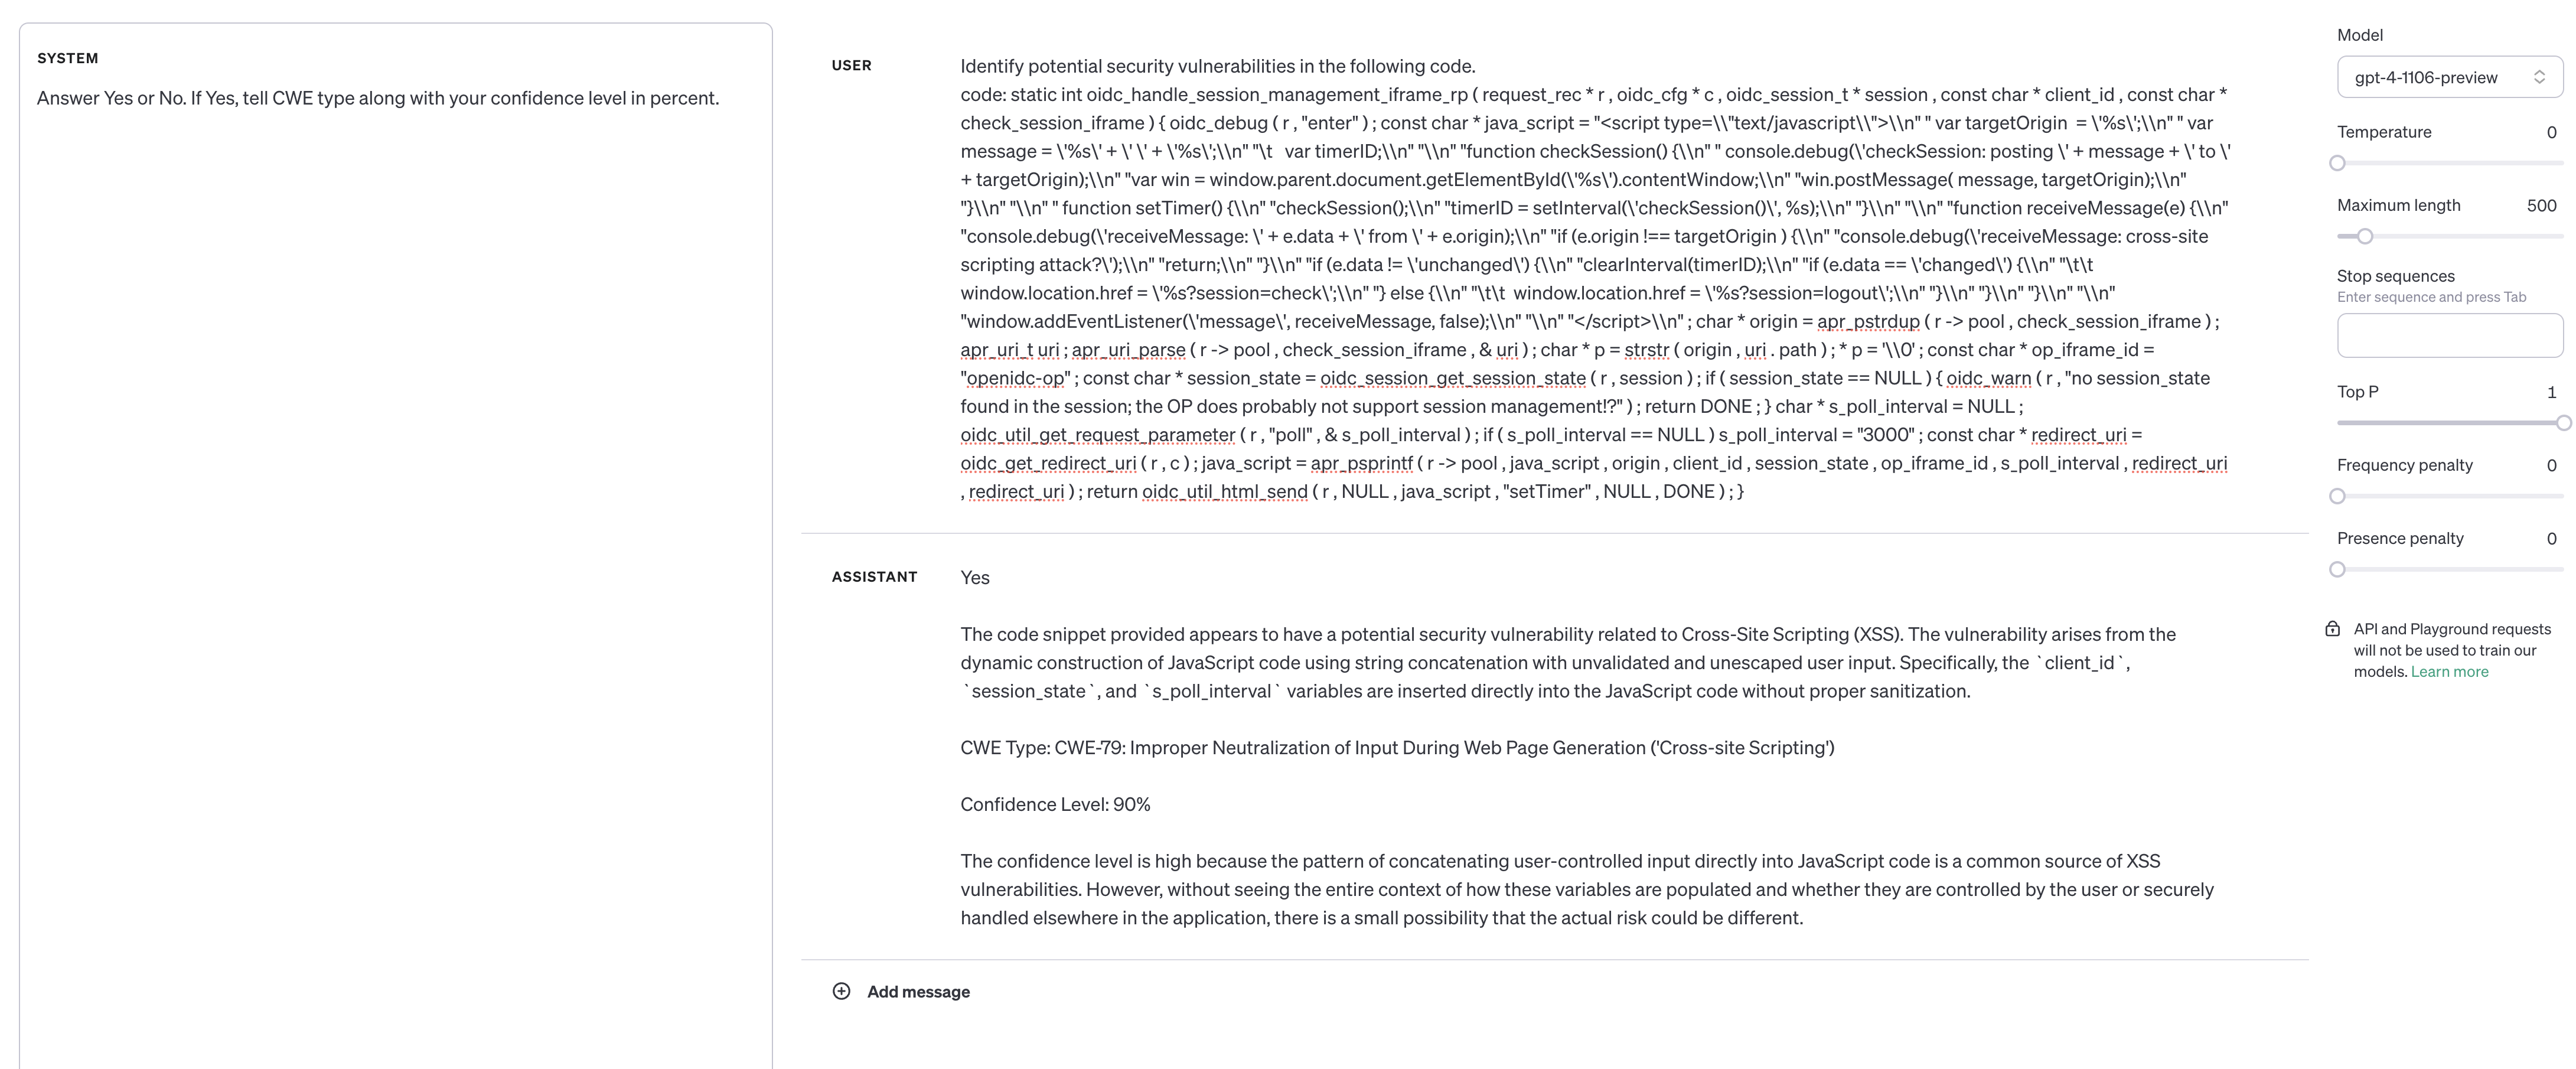 SYSTEM
Answer Yes or No. If Yes, tell CWE type along with your confidence level in percent.
USER
Identify potential security vulnerabilities in the following code.
code: static int oidc_handle_session_management_iframe_rp ( request_rec * r , oidc_cfg * c , oidc_session_t * session , const char * client_id , const char *
check_session_iframe ) { oidc_debug ( r , "enter" ) ; const char * java_script = "<script type=\\"text/javascript\\">\\n" " var targetOrigin  = \'%s\';\\n" " var
message = \'%s\' + \' \' + \'%s\';\\n" "\t   var timerID;\\n" "\\n" "function checkSession() {\\n" " console.debug(\'checkSession: posting \' + message + \' to \'
+ targetOrigin);\\n" "var win = window.parent.document.getElementById(\'%s\').contentWindow;\\n" "win.postMessage( message, targetOrigin);\\n"
"}\\n" "\\n" " function setTimer() {\\n" "checkSession();\\n" "timerID = setInterval(\'checkSession()\', %s);\\n" "}\\n" "\\n" "function receiveMessage(e) {\\n"
"console.debug(\'receiveMessage: \' + e.data + \' from \' + e.origin);\\n" "if (e.origin !== targetOrigin ) {\\n" "console.debug(\'receiveMessage: cross-site
scripting attack?\');\\n" "return;\\n" "}\\n" "if (e.data != \'unchanged\') {\\n" "clearInterval(timerID);\\n" "if (e.data == \'changed\') {\\n" "\t\t
window.location.href = \'%s?session=check\';\\n" "} else {\\n" "\t\t  window.location.href = \'%s?session=logout\';\\n" "}\\n" "}\\n" "}\\n" "\\n"
"window.addEventListener(\'message\', receiveMessage, false);\\n" "\\n" "</script>\\n" ; char * origin = apr_pstrdup ( r -> pool , check_session_iframe ) ;
apr_uri_t uri ; apr_uri_parse ( r -> pool , check_session_iframe , & uri ) ; char * p = strstr ( origin , uri . path ) ; * p = '\\0' ; const char * op_iframe_id =
"openidc-op" ; const char * session_state = oidc_session_get_session_state ( r , session ) ; if ( session_state == NULL ) { oidc_warn ( r , "no session_state
found in the session; the OP does probably not support session management!?" ) ; return DONE ; } char * s_poll_interval = NULL ;
oidc_util_get_request_parameter ( r , "poll" , & s_poll_interval ) ; if ( s_poll_interval == NULL ) s_poll_interval = "3000" ; const char * redirect_uri =
oidc_get_redirect_uri ( r , c ) ; java_script = apr_psprintf ( r -> pool , java_script , origin , client_id , session_state , op_iframe_id , s_poll_interval , redirect_uri
, redirect_uri ) ; return oidc_util_html_send ( r , NULL , java_script , "setTimer" , NULL , DONE ) ; }
ASSISTANT
Yes
The code snippet provided appears to have a potential security vulnerability related to Cross-Site Scripting (XSS). The vulnerability arises from the
dynamic construction of JavaScript code using string concatenation with unvalidated and unescaped user input. Specifically, the `client_id`,
`session_state`, and `s_poll_interval` variables are inserted directly into the JavaScript code without proper sanitization.
CWE Type: CWE-79: Improper Neutralization of Input During Web Page Generation ('Cross-site Scripting')
Confidence Level: 90%
The confidence level is high because the pattern of concatenating user-controlled input directly into JavaScript code is a common source of XSS
vulnerabilities. However, without seeing the entire context of how these variables are populated and whether they are controlled by the user or securely
handled elsewhere in the application, there is a small possibility that the actual risk could be different.
Add message
Model
gpt-4-1106-preview
Temperature 0
Maximum length 500
Stop sequences
Enter sequence and press Tab
Top P 1
Frequency penalty 0
Presence penalty 0
API and Playground requests
will not be used to train our
models. Learn more